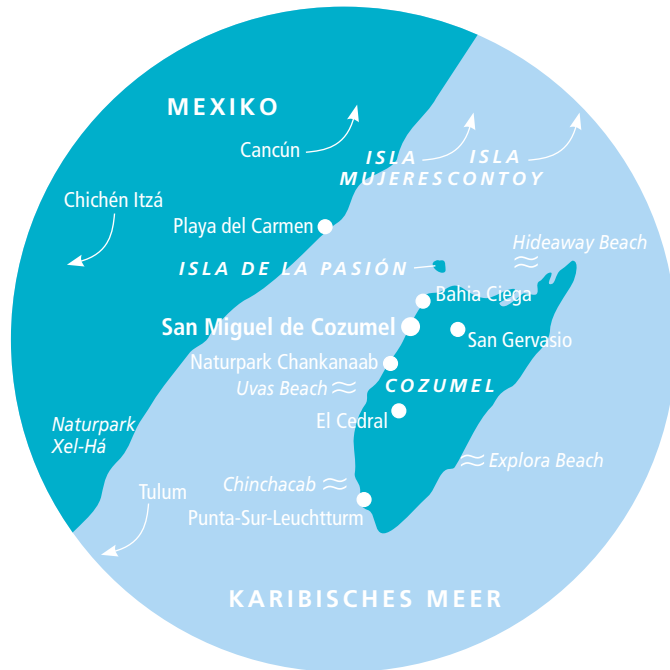 MEXIKO
Cancún
ISLA
MUJERES
ISLA
CONTOY
Chichén Itzá
Playa del Carmen
Hideaway Beach
ISLA DE LA PASIÓN
Bahia Ciega
San Miguel de Cozumel
San Gervasio
Naturpark Chankanaab
Uvas Beach
COZUMEL
El Cedral
Naturpark
Xel-Há
Explora Beach
Chinchacab
Tulum
Punta-Sur-Leuchtturm
KARIBISCHES MEER